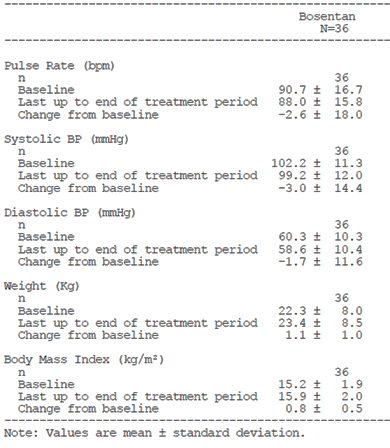 Bosentan
N=36
Pulse Rate (bpm)
n 36
Baseline 90.7 ± 16.7
Last up to end of treatment period 88.0 ± 15.8
Change from baseline -2.6 ± 18.0
Systolic BP (mmHg)
n 36
Baseline 102.2 ± 11.3
Last up to end of treatment period 99.2 ± 12.0
Change from baseline -3.0 ± 14.4
Diastolic BP (mmHg)
n 36
Baseline 60.3 ± 10.3
Last up to end of treatment period 58.6 ± 10.4
Change from baseline -1.7 ± 11.6
Weight (Kg)
n 36
Baseline 22.3 ± 8.0
Last up to end of treatment period 23.4 ± 8.5
Change from baseline 1.1 ± 1.0
Body Mass Index (kg/m²)
n 36
Baseline 15.2 ± 1.9
Last up to end of treatment period 15.9 ± 2.0
Change from baseline 0.8 ± 0.5
Note: Values are mean ± standard deviation.